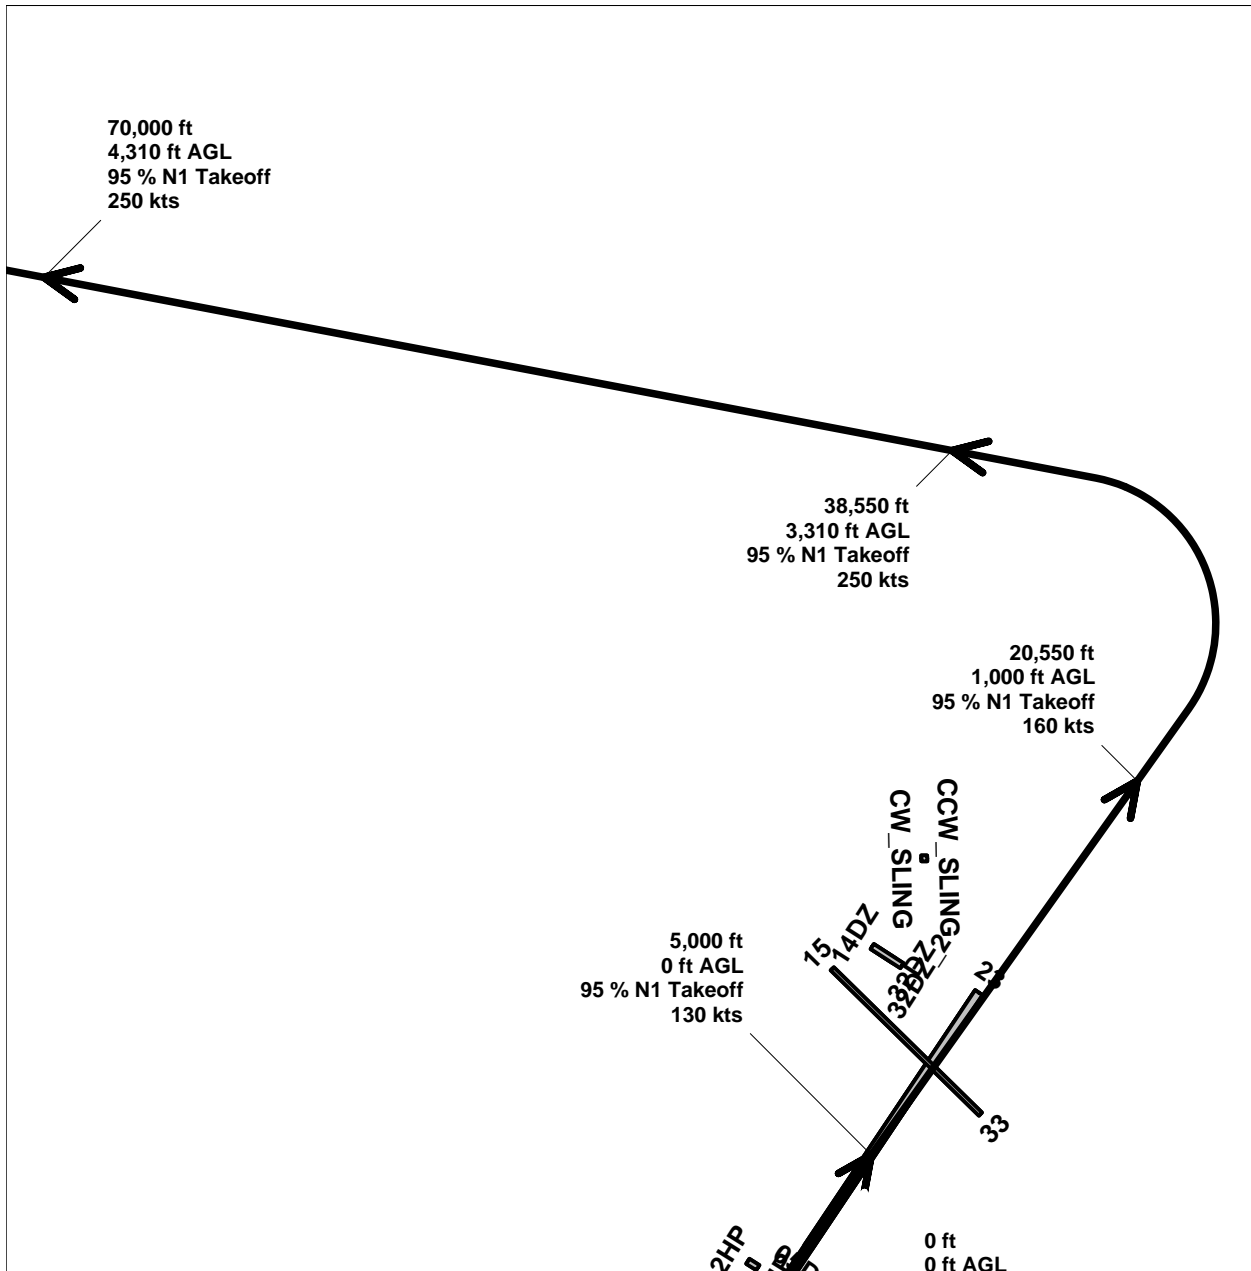 70,000 ft
4,310 ft AGL
95 % N1 Takeoff
250 kts
38,550 ft
3,310 ft AGL
95 % N1 Takeoff
250 kts
20,550 ft
1,000 ft AGL
95 % N1 Takeoff
160 kts
CCW_SLING
CW_SLING
14DZ
15
32DZ_2
23
5,000 ft
0 ft AGL
95 % N1 Takeoff
130 kts
33
0 ft
0 ft AGL
2HP